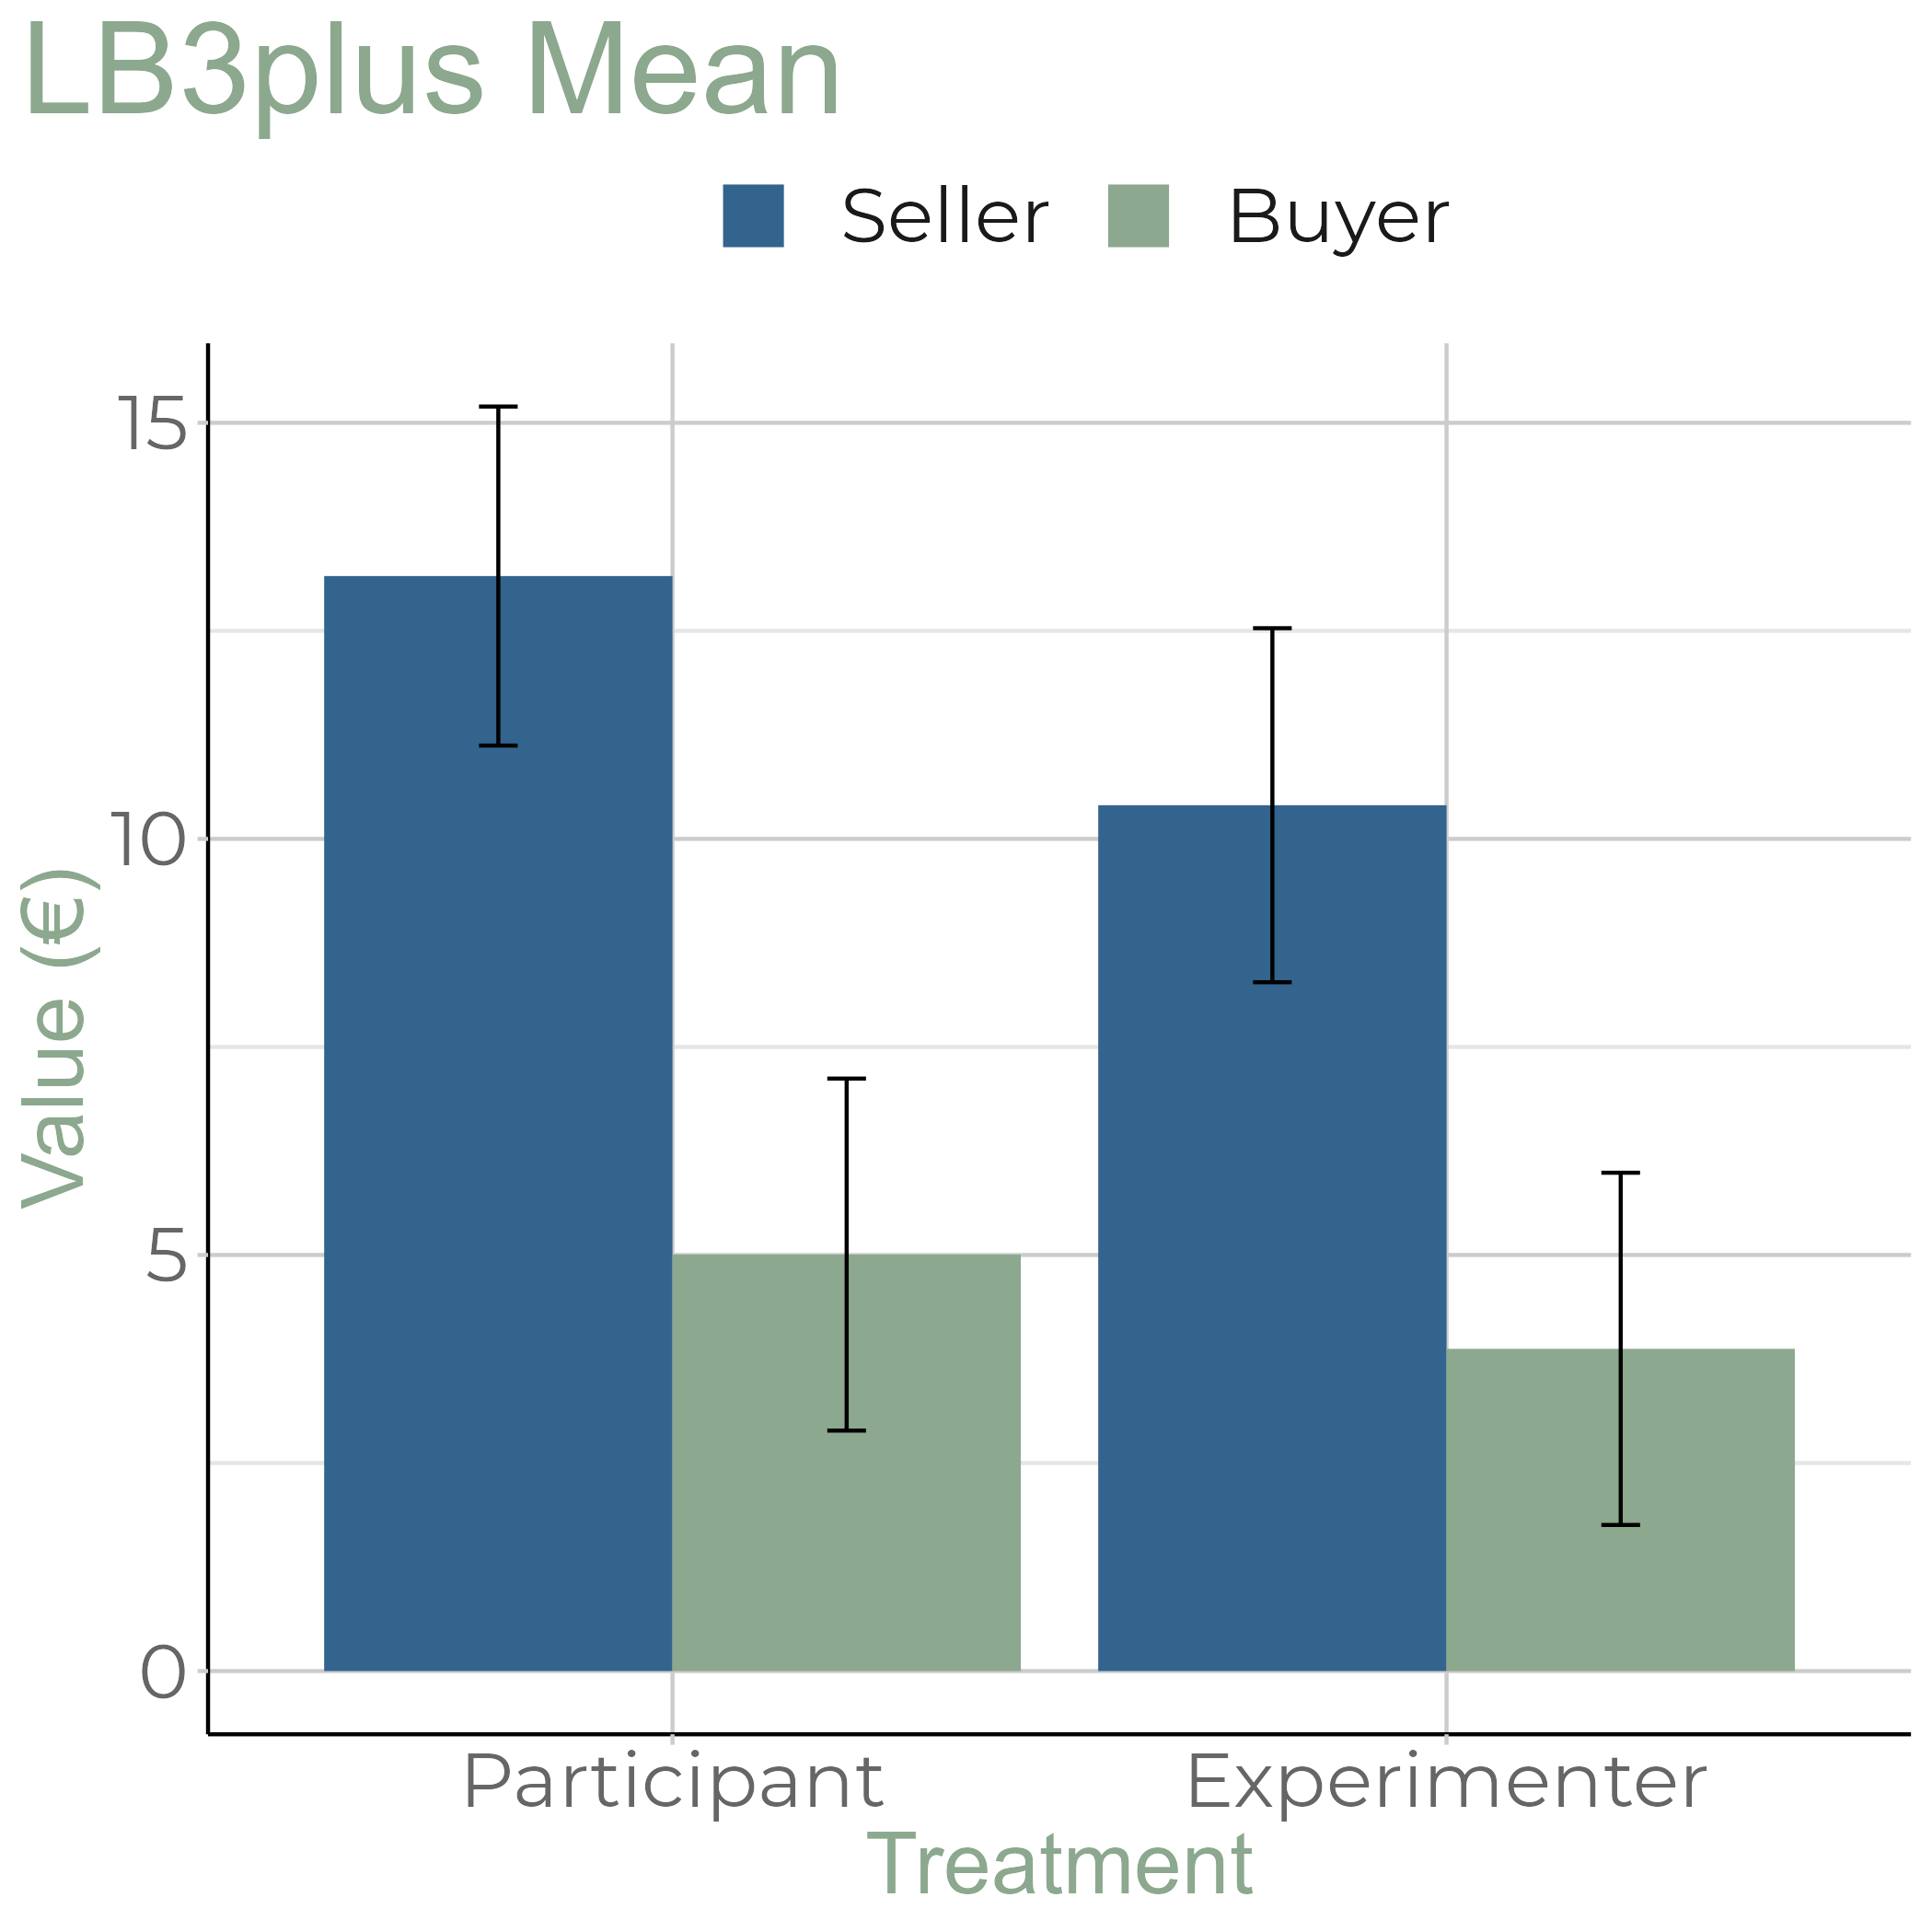 LB3plus Mean
Seller
Buyer
15
10
5
0
Value (€)
Participant
Experimenter
Treatment